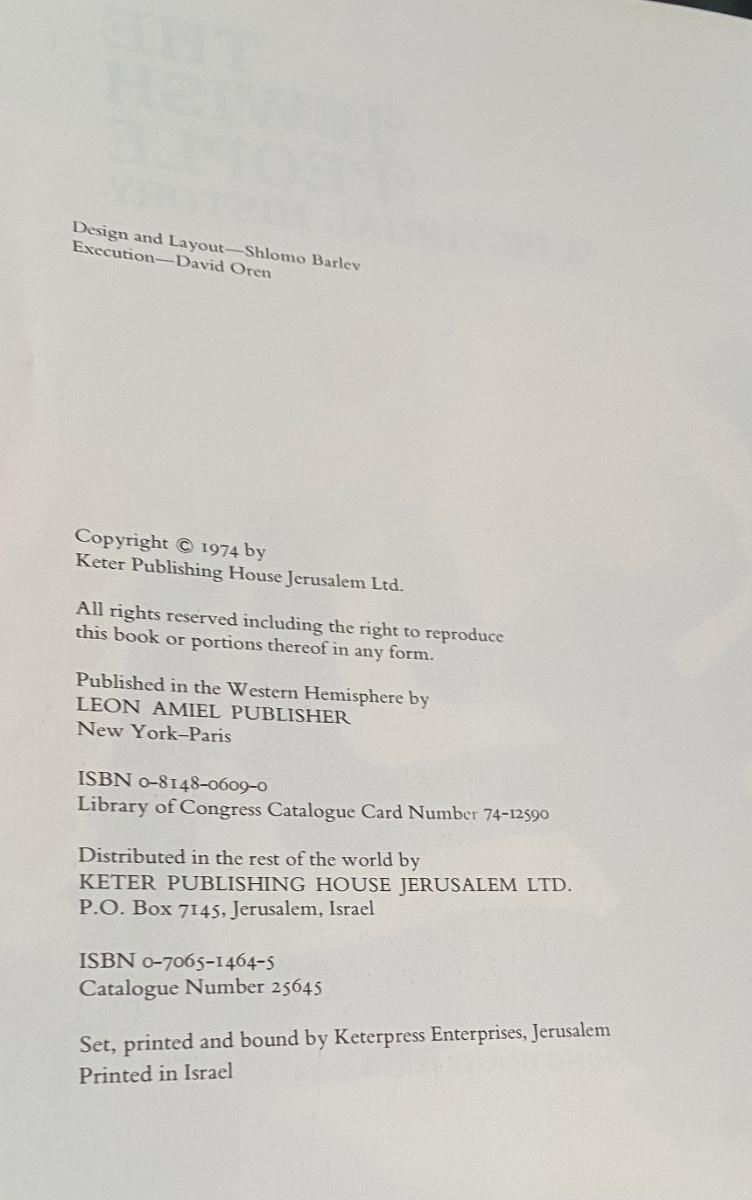 Design and Layout—Shlomo Barlev
Execution—David Oren
Copyright © 1974 by
Keter Publishing House Jerusalem Ltd.
All rights reserved including the right to reproduce
this book or portions thereof in any form.
Published in the Western Hemisphere by
LEON AMIEL PUBLISHER
New York–Paris
ISBN 0-8148-0609-0
Library of Congress Catalogue Card Number 74-12590
Distributed in the rest of the world by
KETER PUBLISHING HOUSE JERUSALEM LTD.
P.O. Box 7145, Jerusalem, Israel
ISBN 0-7065-1464-5
Catalogue Number 25645
Set, printed and bound by Keterpress Enterprises, Jerusalem
Printed in Israel